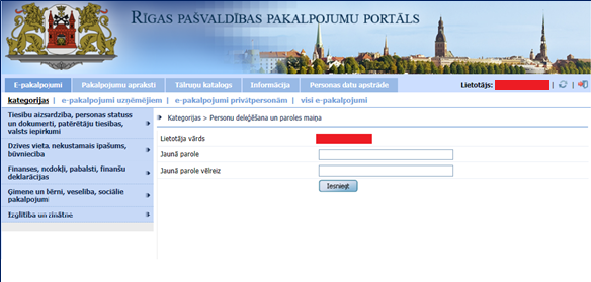 RĪGAS PAŠVALDĪBAS PAKALPOJUMU PORTĀLS
E-pakalpojumi Pakalpojumu apraksti Tālruņu katalogs Informācija Personas datu apstrāde Lietotājs:
kategorijas | e-pakalpojumi uzņēmējiem | e-pakalpojumi privātpersonām | visi e-pakalpojumi
Tiesību aizsardzība, personas statuss
un dokumenti, patērētāju tiesības,
valsts iepirkumi
Dzīves vieta, nekustamais īpašums,
būvniecība
Finanses, nodokļi, pabalsti, finanšu
deklarācijas
Ģimene un bērni, veselība, sociālie
pakalpojumi
Izglītība un zinātne
Kategorijas > Personu deleģēšana un paroles maiņa
Lietotāja vārds
Jaunā parole
Jaunā parole vēlreiz
Iesniegt